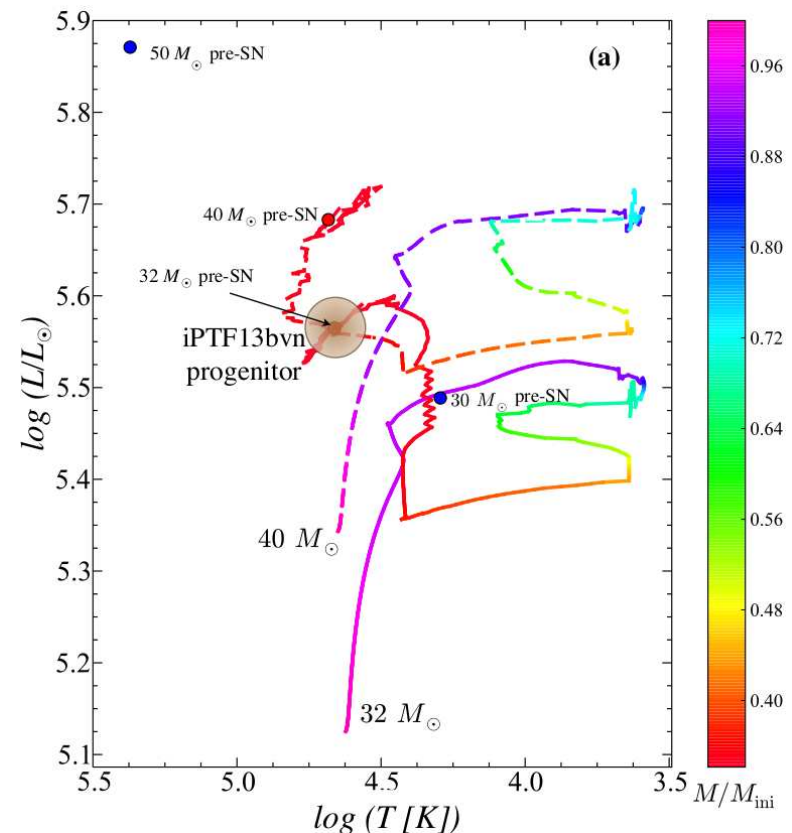 5.9
50 M⊙ pre-SN
(a)
0.96
5.8
0.88
5.7
40 M⊙ pre-SN
0.80
32 M⊙ pre-SN
5.6
iPTF13bvn
progenitor
0.72
log (L/L⊙)
5.5
30 M⊙ pre-SN
0.64
5.4
40 M⊙
0.56
5.3
5.2
0.48
32 M⊙
0.40
5.1
5.5 5.0 4.5 4.0 3.5
M/Mini
log (T [K])